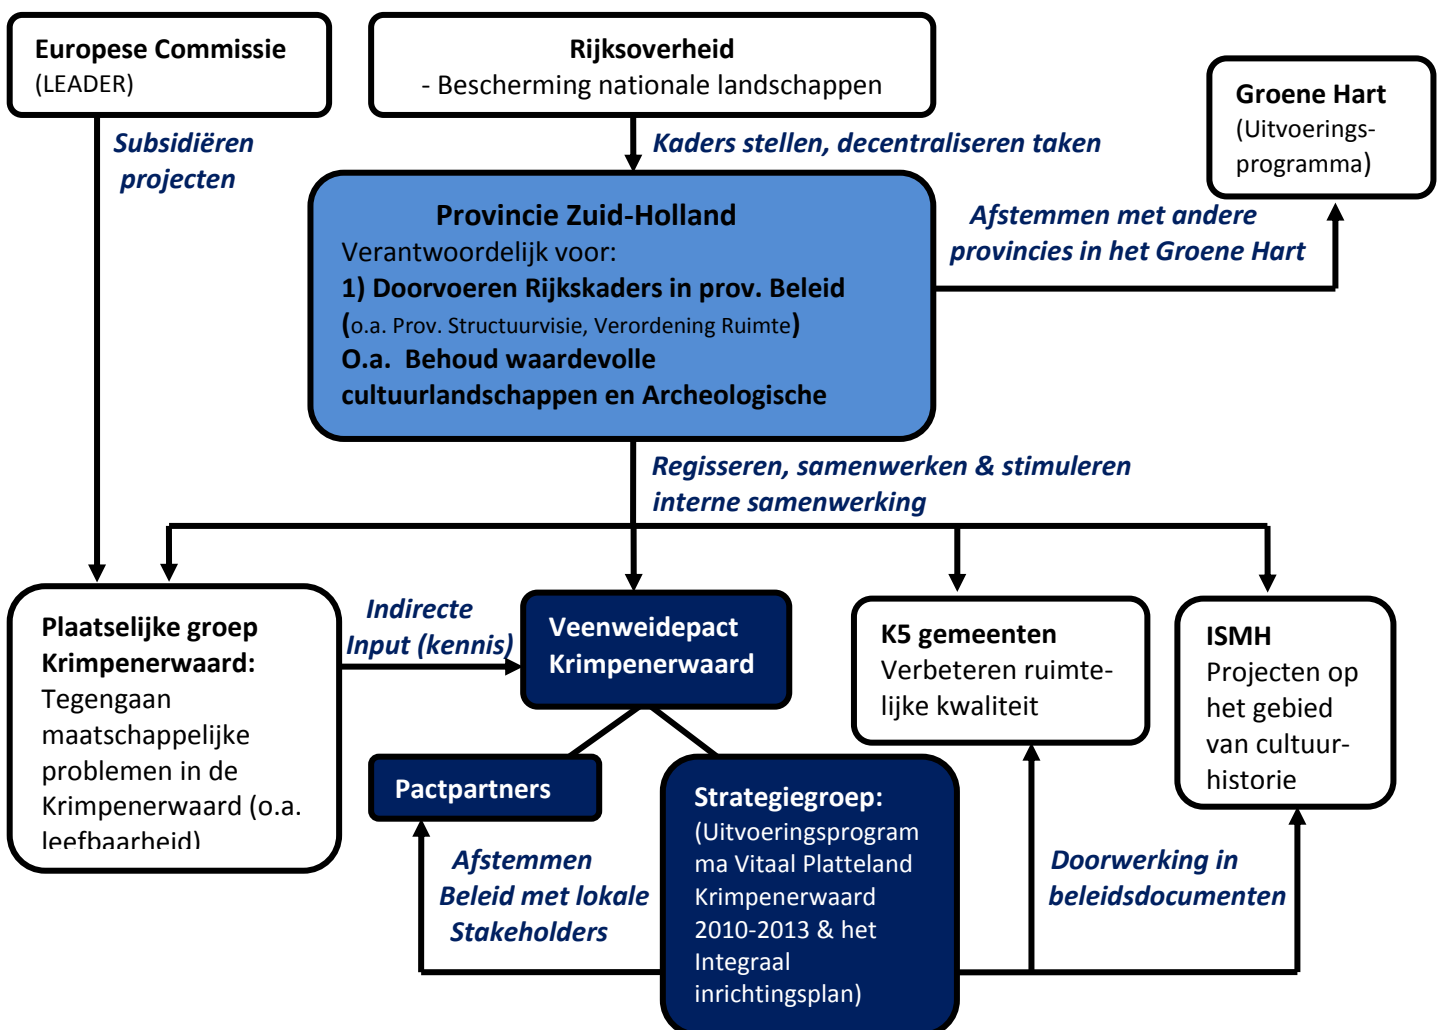 Europese Commissie
(LEADER)
Rijksoverheid
- Bescherming nationale landschappen
Groene Hart
(Uitvoerings-
programma)
Subsidiëren
projecten
Kaders stellen, decentraliseren taken
Provincie Zuid-Holland
Verantwoordelijk voor:
1) Doorvoeren Rijkskaders in prov. Beleid
(o.a. Prov. Structuurvisie, Verordening Ruimte)
O.a. Behoud waardevolle
cultuurlandschappen en Archeologische
Afstemmen met andere
provincies in het Groene Hart
Regisseren, samenwerken & stimuleren
interne samenwerking
Plaatselijke groep
Krimpenerwaard:
Tegengaan
maatschappelijke
problemen in de
Krimpenerwaard (o.a.
leefbaarheid)
Indirecte
Input (kennis)
Veenweidepact
Krimpenerwaard
K5 gemeenten
Verbeteren ruimte-
lijke kwaliteit
ISMH
Projecten op
het gebied
van cultuur-
historie
Pactpartners
Strategiegroep:
(Uitvoeringsprogram
ma Vitaal Platteland
Krimpenerwaard
2010-2013 & het
Integraal
inrichtingsplan)
Afstemmen
Beleid met lokale
Stakeholders
Doorwerking in
beleidsdocumenten